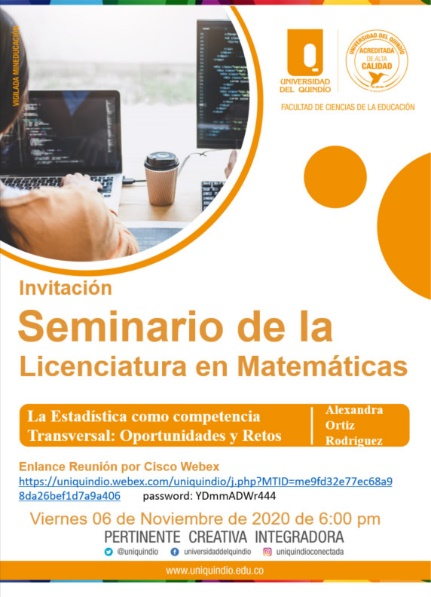 VIGILADA MINEDUCACIÓN
UNIVERSIDAD
DEL QUINDÍO
UNIVERSIDAD DEL QUINDÍO
ACREDITADA
DE ALTA
CALIDAD
FACULTAD DE CIENCIAS DE LA EDUCACIÓN
Invitación
Seminario de la
Licenciatura en Matemáticas
La Estadística como competencia
Transversal: Oportunidades y Retos
Alexandra
Ortiz
Rodríguez
Enlance Reunión por Cisco Webex
https://uniquindio.webex.com/uniquindio/j.php?MTID=me9fd32e77ec68a9
8da26bef1d7a9a406 password: YDmmADWr444
Viernes 06 de Noviembre de 2020 de 6:00 pm
PERTINENTE CREATIVA INTEGRADORA
@uniquindio universidaddelquindio uniquindioconectada
www.uniquindio.edu.co